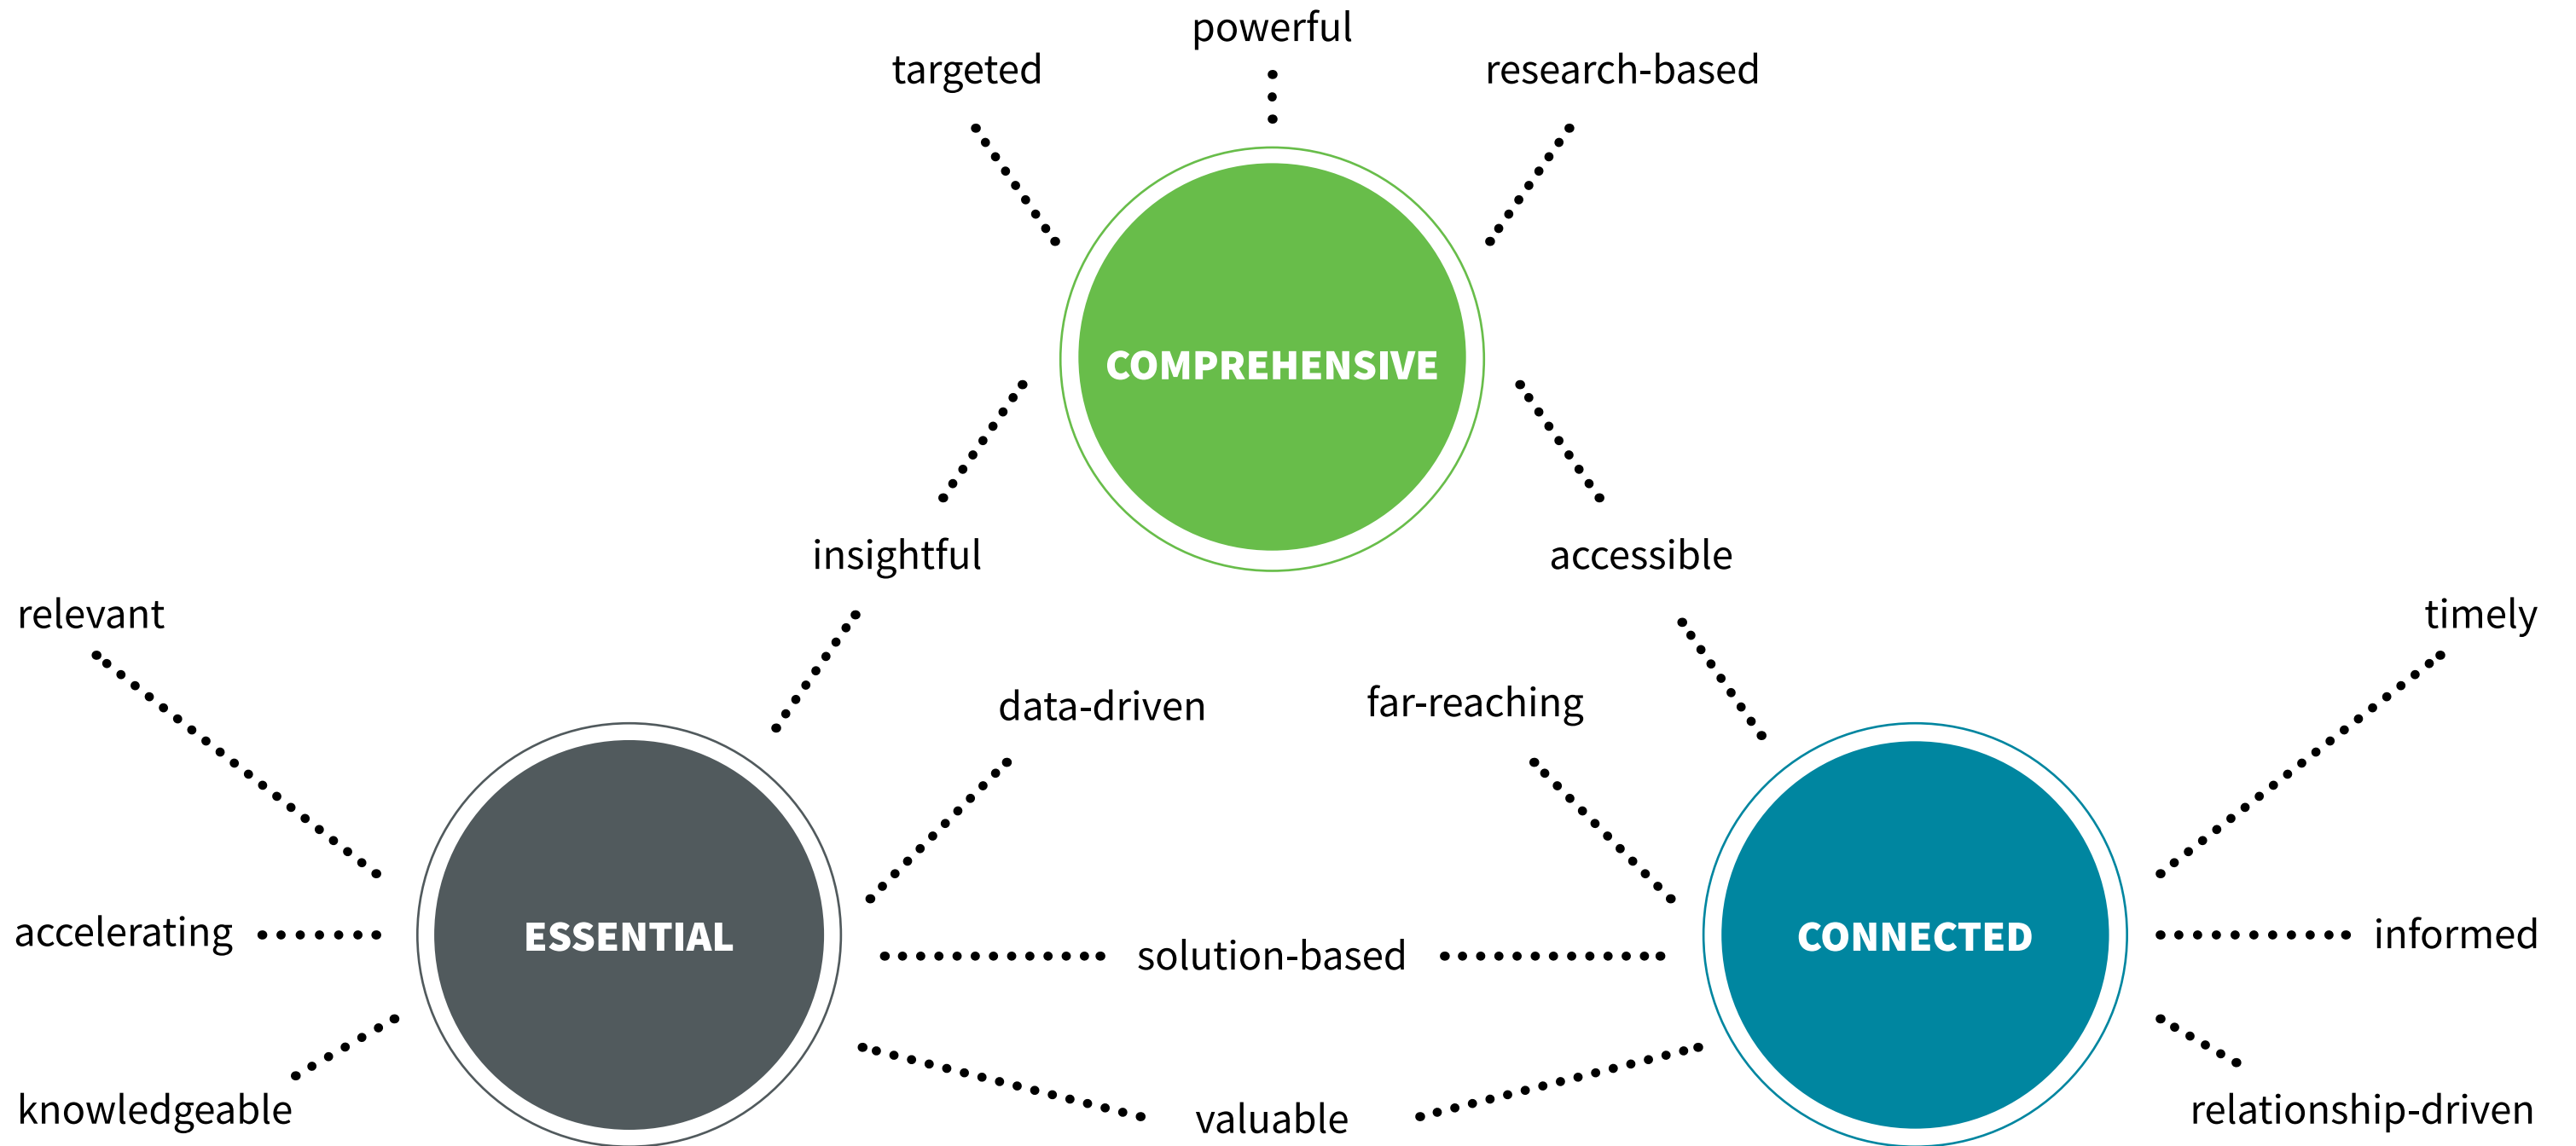 powerful
targeted
research-based
COMPREHENSIVE
insightful
accessible
relevant
timely
data-driven
far-reaching
accelerating
ESSENTIAL
solution-based
CONNECTED
informed
knowledgeable
valuable
relationship-driven